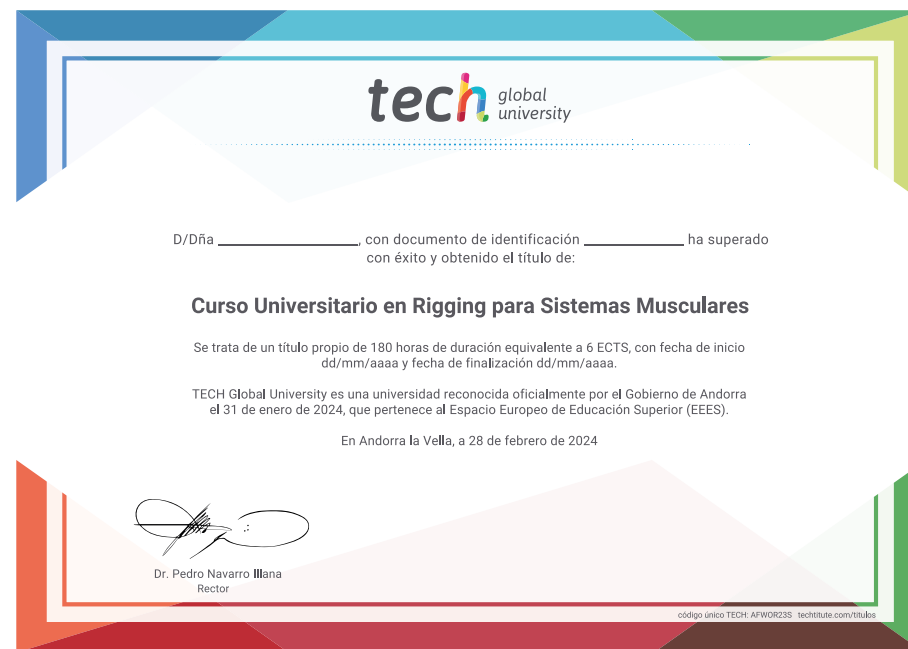 tech global university
D/Dña ______________, con documento de identificación __________ ha superado
con éxito y obtenido el título de:
Curso Universitario en Rigging para Sistemas Musculares
Se trata de un título propio de 180 horas de duración equivalente a 6 ECTS, con fecha de inicio
dd/mm/aaaa y fecha de finalización dd/mm/aaaa.
TECH Global University es una universidad reconocida oficialmente por el Gobierno de Andorra
el 31 de enero de 2024, que pertenece al Espacio Europeo de Educación Superior (EEES).
En Andorra la Vella, a 28 de febrero de 2024
Dr. Pedro Navarro Illana
Rector
código único TECH: AFWOR23S techtitute.com/titulos